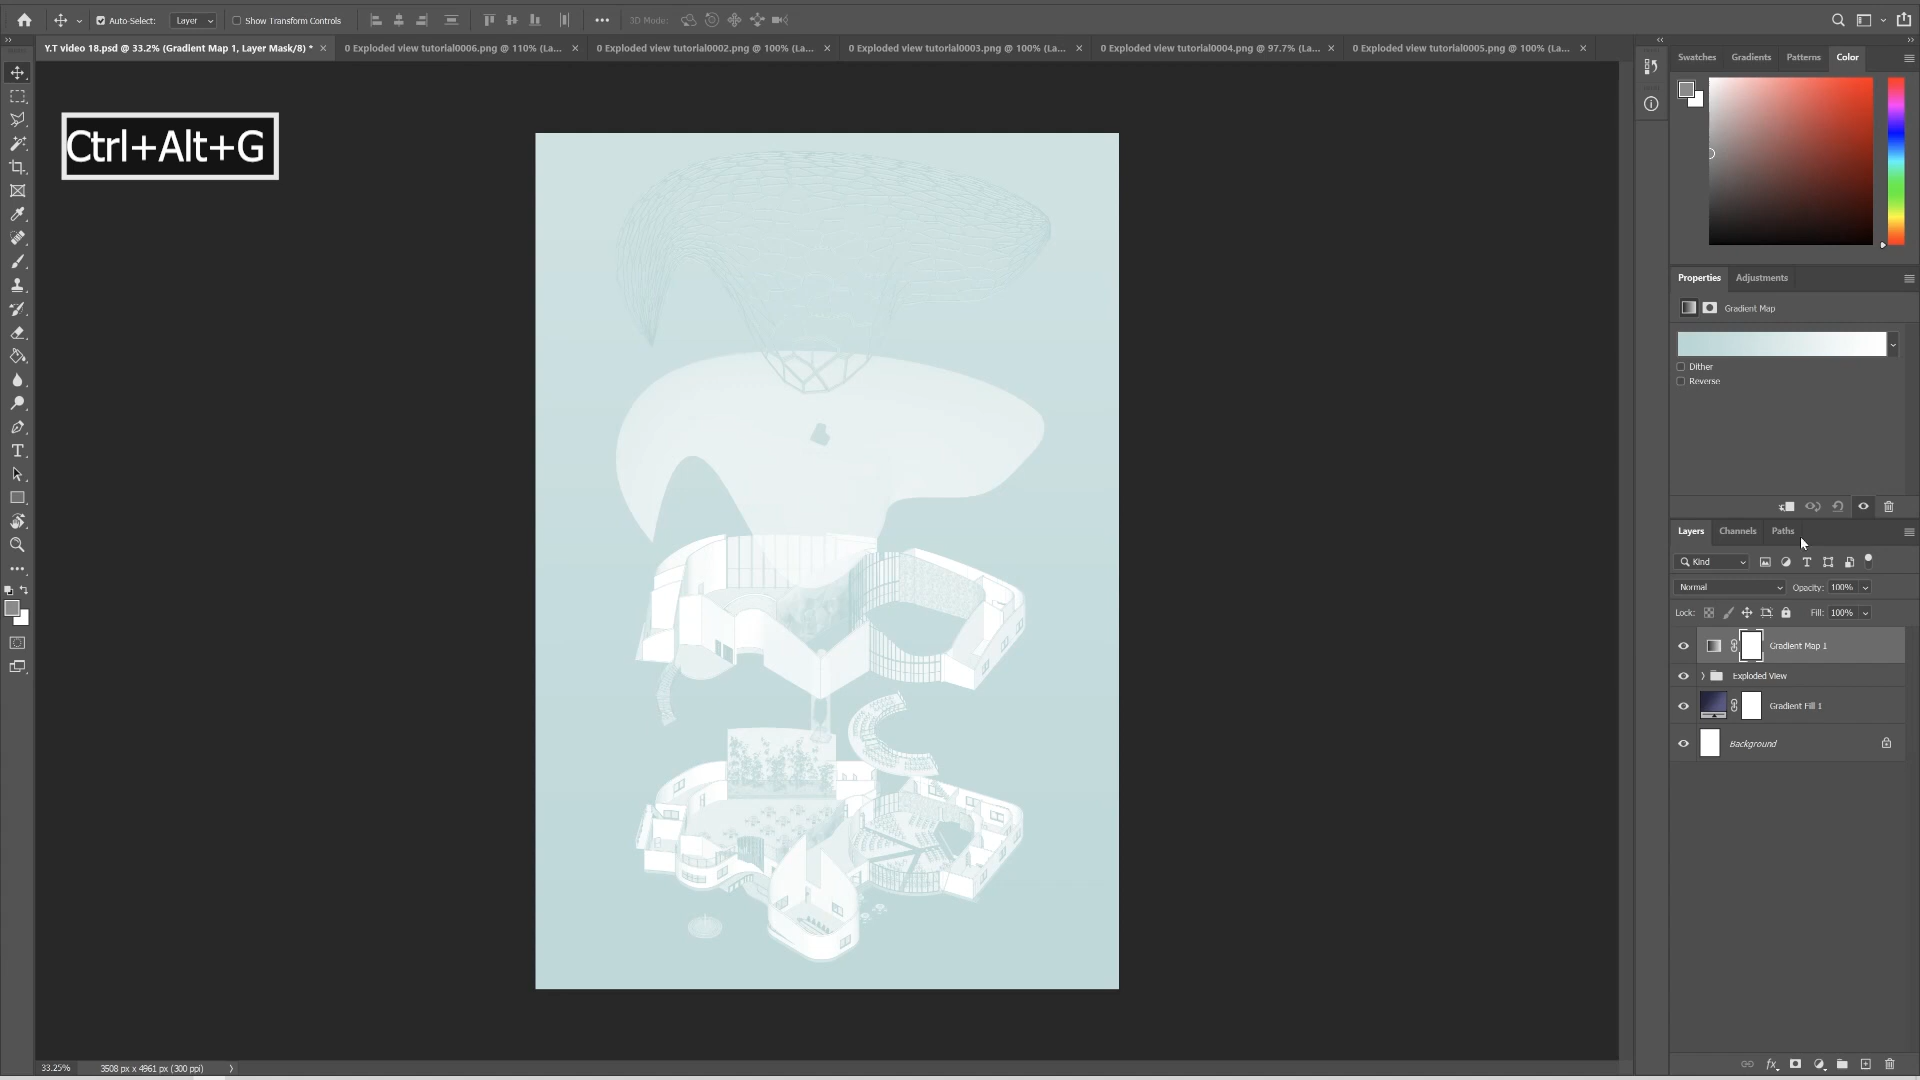 Auto-Select: Layer Show Transform Controls 3D Mode:
Y.T video 18.psd @ 33.2% (Gradient Map 1, Layer Mask/8) * 0 Exploded view tutorial0006.png @ 110% (La... 0 Exploded view tutorial0002.png @ 100% (La... 0 Exploded view tutorial0003.png @ 100% (La... 0 Exploded view tutorial0004.png @ 97.7% (La... 0 Exploded view tutorial0005.png @ 100% (La...
Swatches Gradients Patterns Color
Ctrl+Alt+G
Properties Adjustments
Gradient Map
Dither
Reverse
Layers Channels Paths
Kind
Normal Opacity: 100%
Lock: Fill: 100%
Gradient Map 1
Exploded View
Gradient Fill 1
Background
33.25% 3508 px x 4961 px (300 ppi)